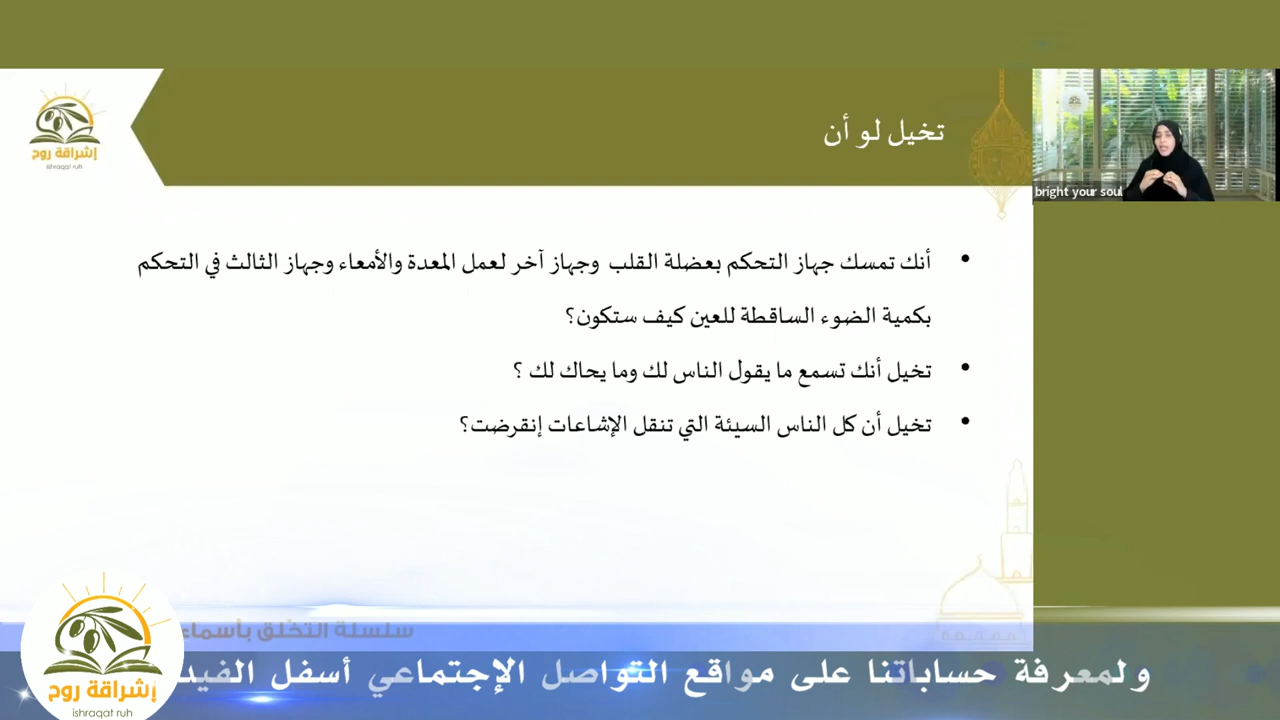 إشراقة روح
ishraqat ruh
تخيل لو أن
bright your soul
• أنك تمسك جهاز التحكم بعضلة القلب وجهاز آخر لعمل المعدة والأمعاء وجهاز الثالث في التحكم
بكمية الضوء الساقطة للعين كيف ستكون؟
• تخيل أنك تسمع ما يقول الناس لك وما يحاك لك ؟
• تخيل أن كل الناس السيئة التي تنقل الإشاعات إنقرضت؟
سلسلة التخلق بأسماء
ولمعرفة حساباتنا على مواقع التواصل الإجتماعي أسفل
إشراقة روح
ishraqat ruh